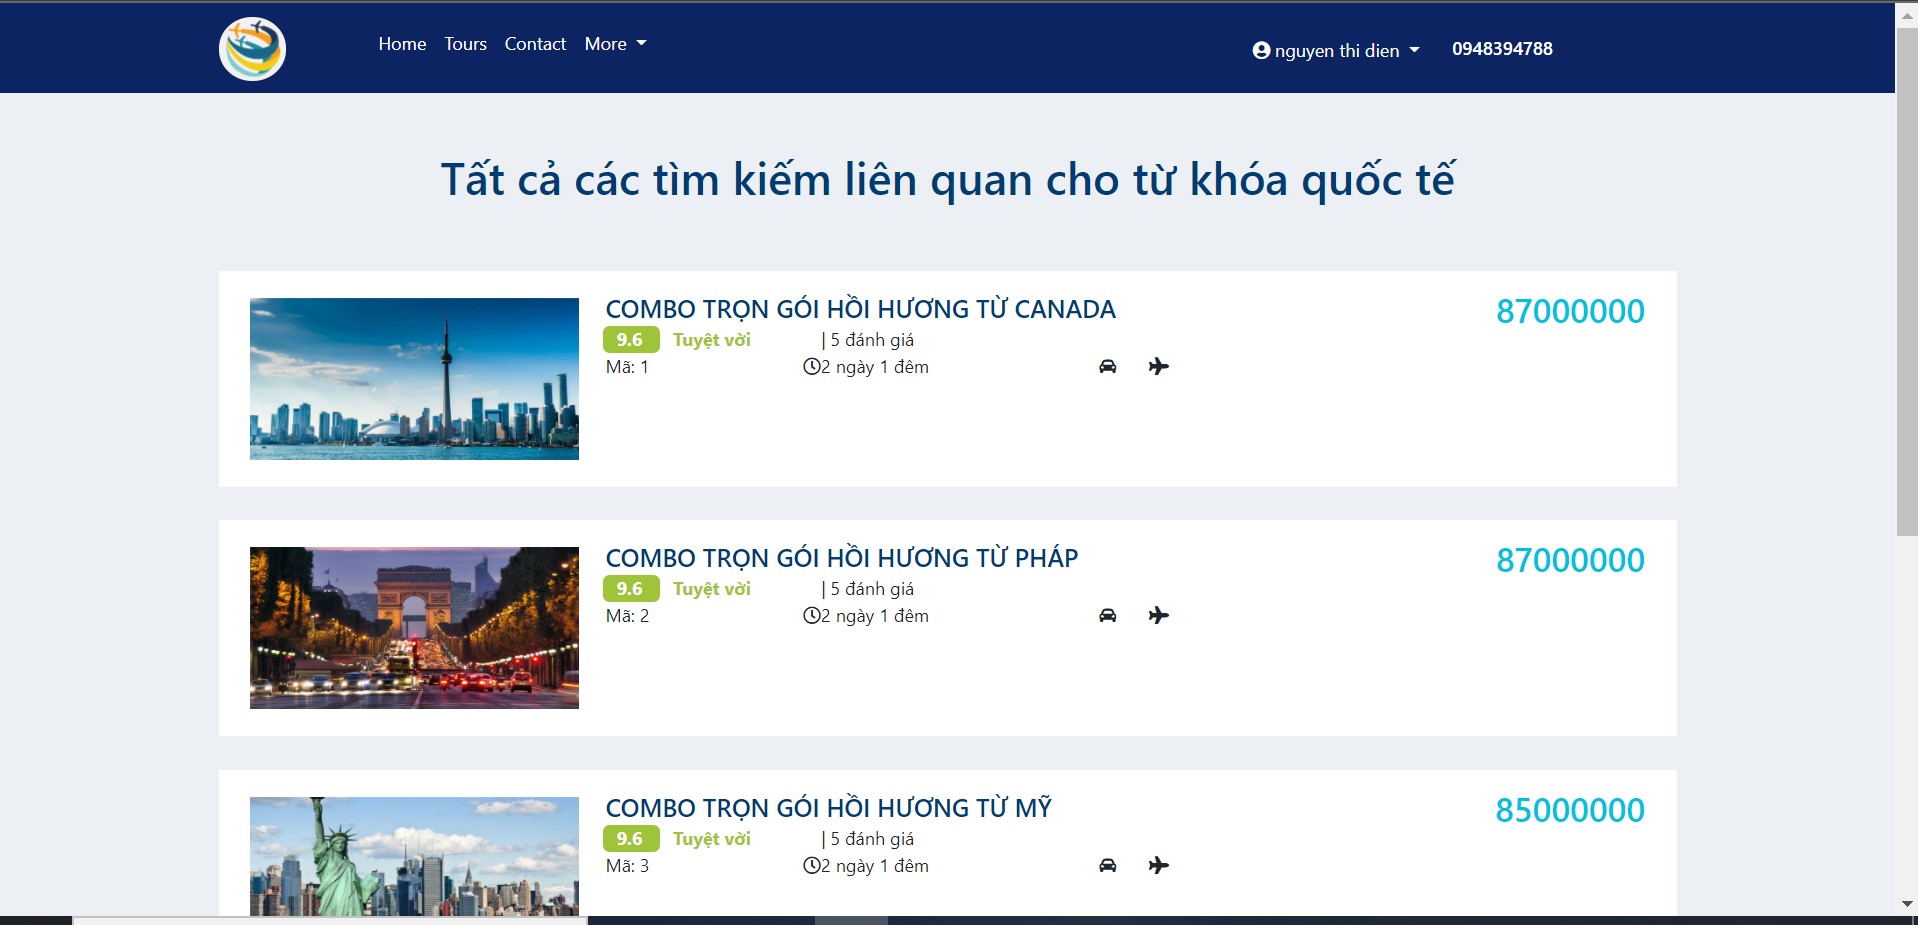 Home Tours Contact More nguyen thi dien 0948394788
Tất cả các tìm kiếm liên quan cho từ khóa quốc tế
COMBO TRỌN GÓI HỒI HƯƠNG TỪ CANADA 87000000
9.6 Tuyệt vời | 5 đánh giá
Mã: 1 2 ngày 1 đêm
COMBO TRỌN GÓI HỒI HƯƠNG TỪ PHÁP 87000000
9.6 Tuyệt vời | 5 đánh giá
Mã: 2 2 ngày 1 đêm
COMBO TRỌN GÓI HỒI HƯƠNG TỪ MỸ 85000000
9.6 Tuyệt vời | 5 đánh giá
Mã: 3 2 ngày 1 đêm